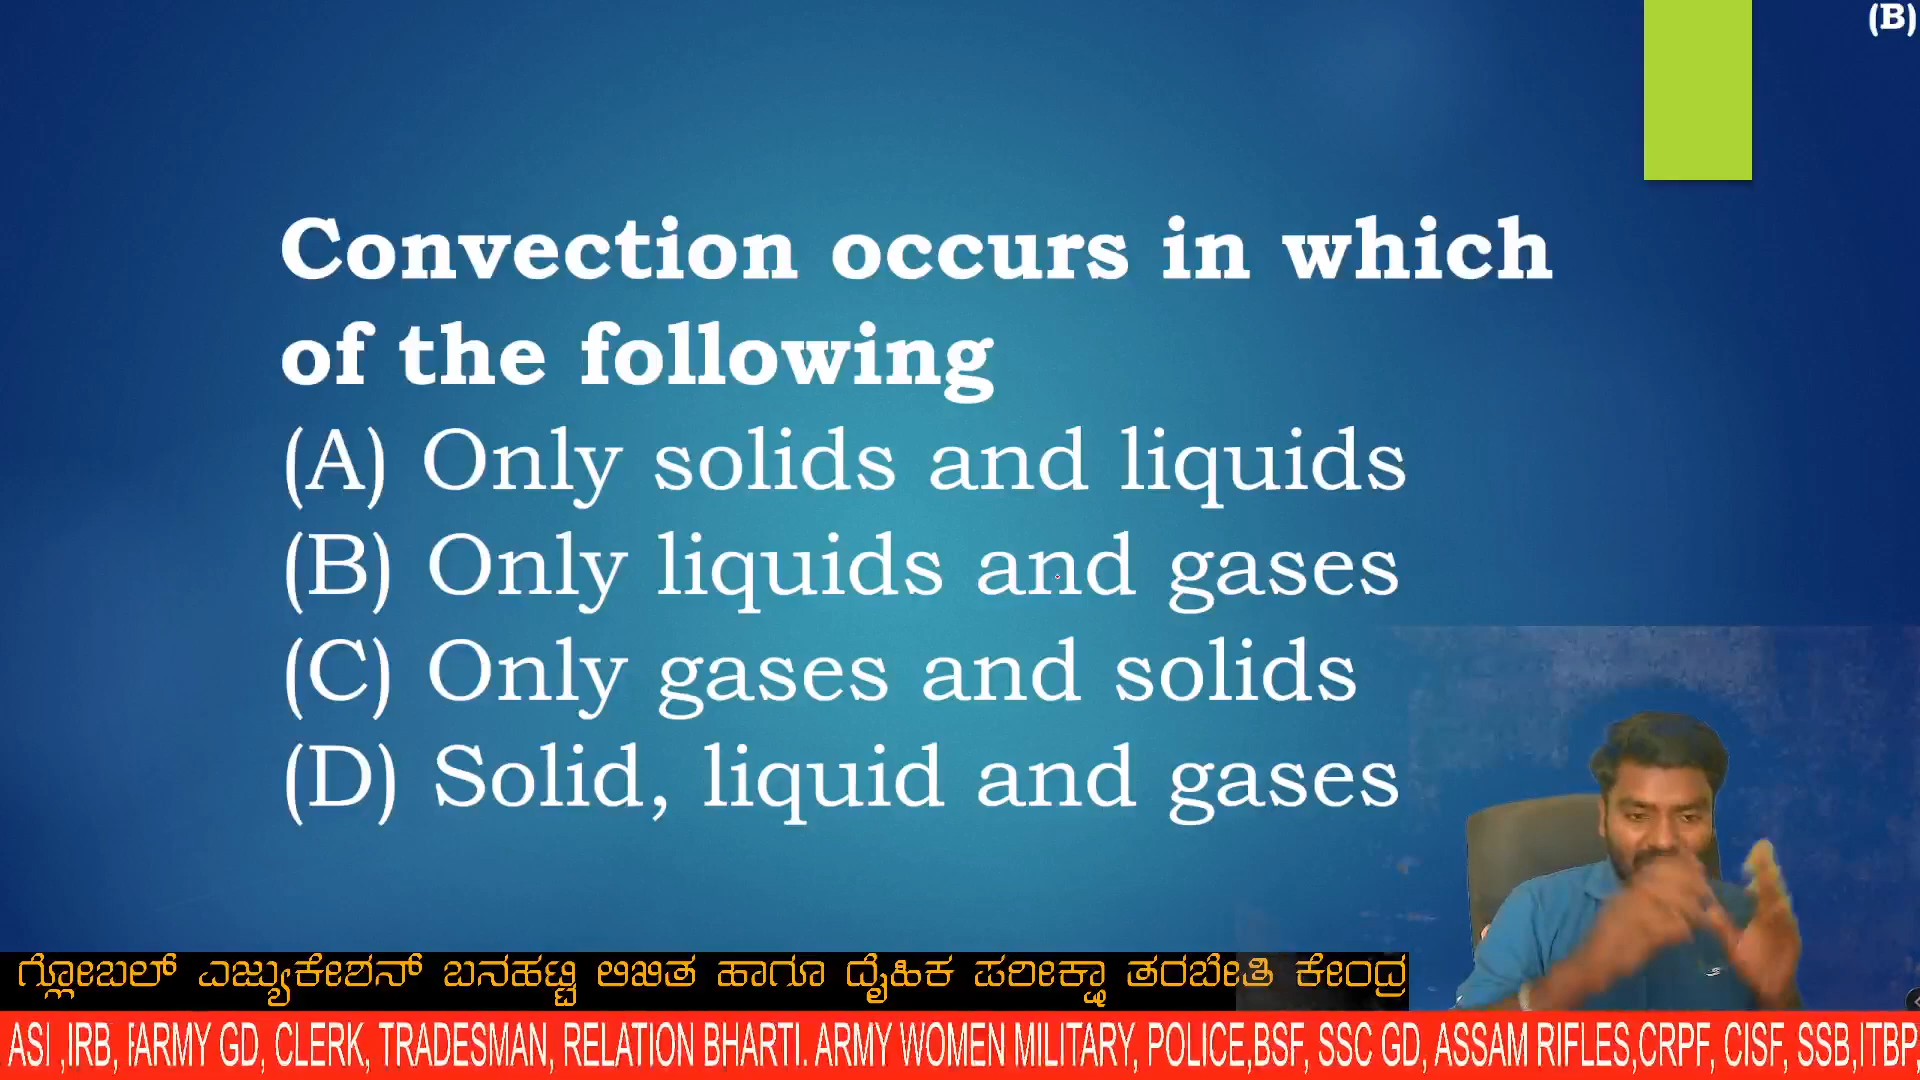 (B)
Convection occurs in which
of the following
(A) Only solids and liquids
(B) Only liquids and gases
(C) Only gases and solids
(D) Solid, liquid and gases
ಗ್ಲೋಬಲ್ ಎಜ್ಯುಕೇಶನ್ ಬನಹಟ್ಟಿ ಲಿಖಿತ ಹಾಗೂ ದೈಹಿಕ ಪರೀಕ್ಷಾ ತರಬೇತಿ ಕೇಂದ್ರ
ASI ,IRB, ARMY GD, CLERK, TRADESMAN, RELATION BHARTI. ARMY WOMEN MILITARY, POLICE,BSF, SSC GD, ASSAM RIFLES,CRPF, CISF, SSB,ITBP,